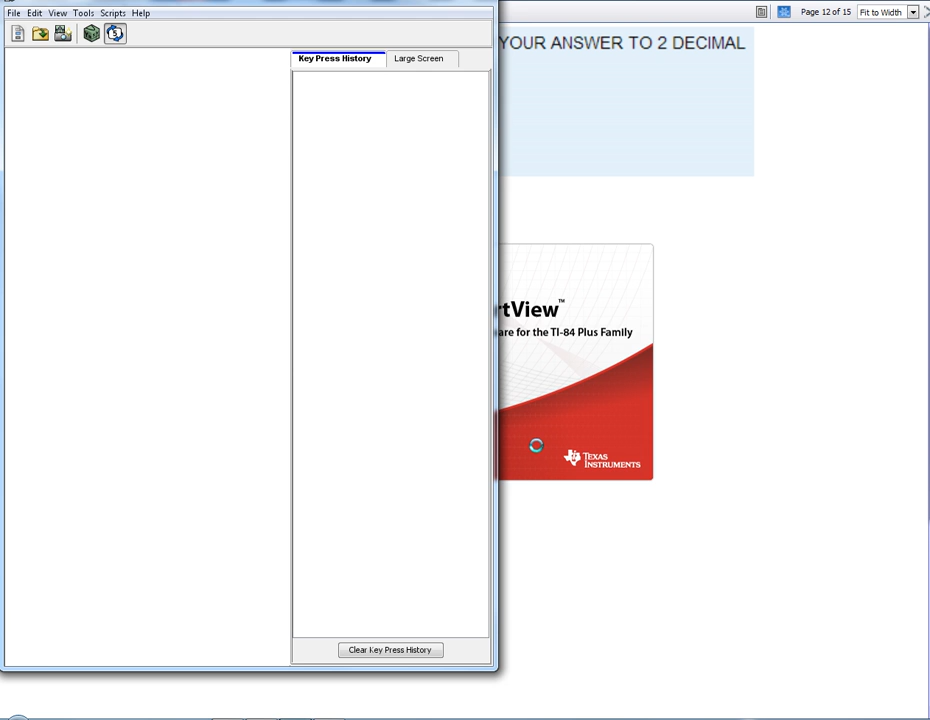 File Edit View Tools Scripts Help
Page 12 of 15 Fit to Width
Key Press History Large Screen
YOUR ANSWER TO 2 DECIMAL
rtView™
are for the TI-84 Plus Family
TEXAS
INSTRUMENTS
Clear Key Press History